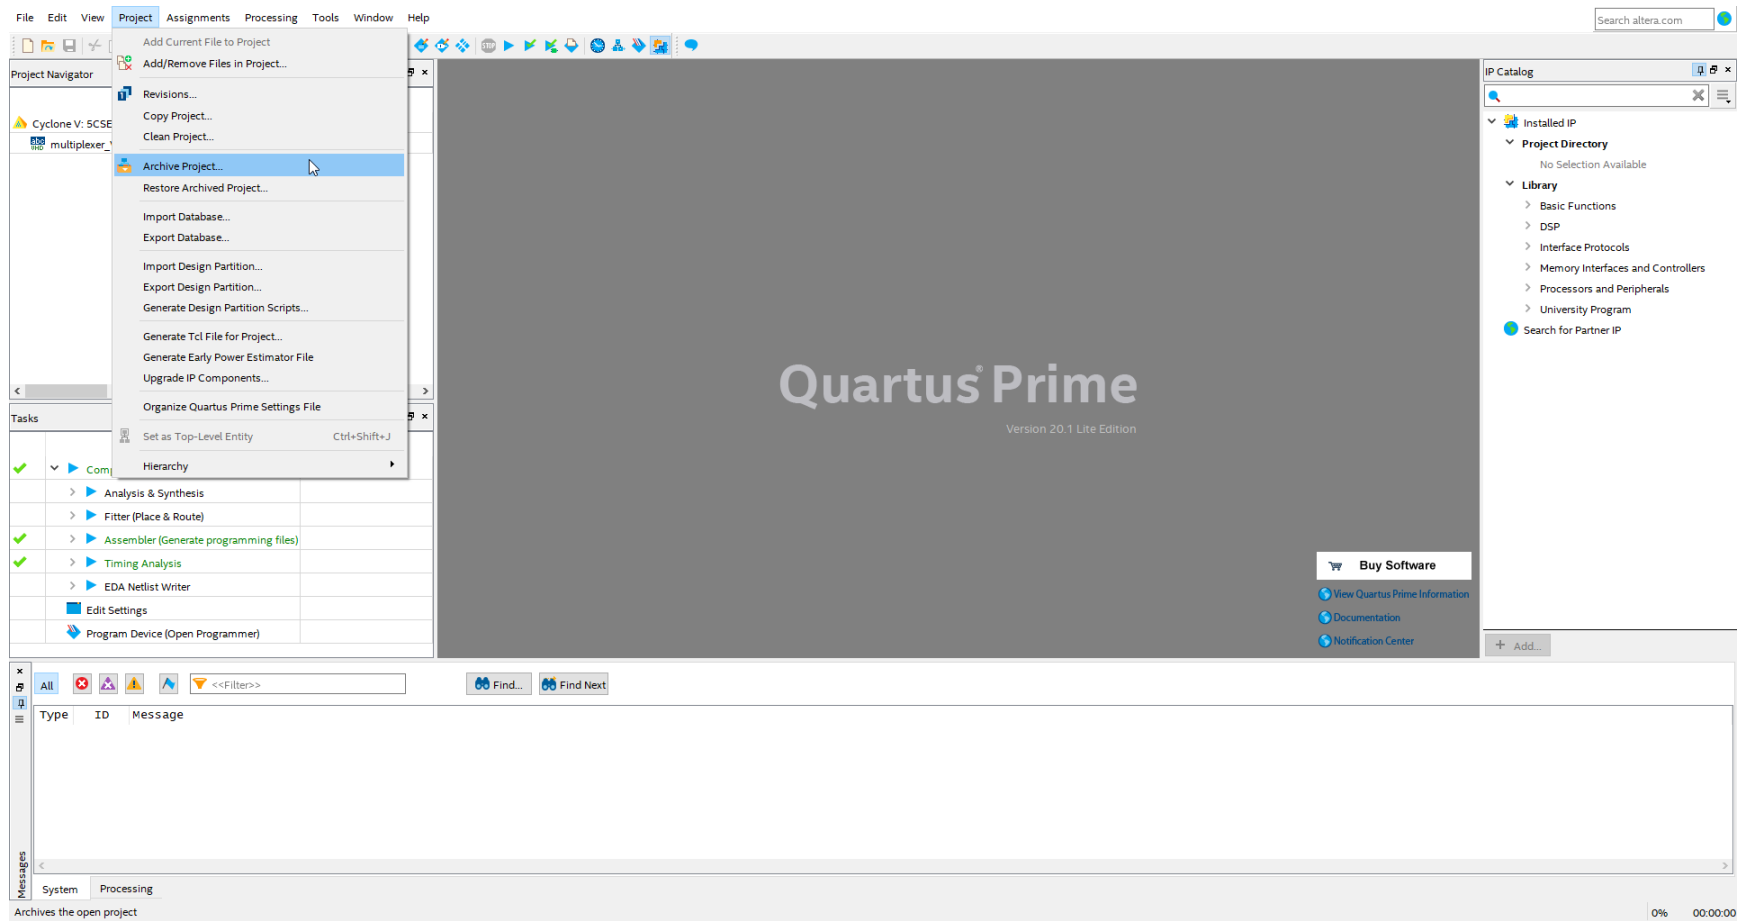 File Edit View Project Assignments Processing Tools Window Help
Search altera.com
Add Current File to Project
Add/Remove Files in Project...
Revisions...
Copy Project...
Clean Project...
Archive Project...
Restore Archived Project...
Import Database...
Export Database...
Import Design Partition...
Export Design Partition...
Generate Design Partition Scripts...
Generate Tcl File for Project...
Generate Early Power Estimator File
Upgrade IP Components...
Organize Quartus Prime Settings File
Set as Top-Level Entity Ctrl+Shift+J
Hierarchy
Project Navigator
Cyclone V: 5CSE
multiplexer_
Tasks
Comp
Analysis & Synthesis
Fitter (Place & Route)
Assembler (Generate programming files)
Timing Analysis
EDA Netlist Writer
Edit Settings
Program Device (Open Programmer)
Quartus® Prime
Version 20.1 Lite Edition
Buy Software
View Quartus Prime Information
Documentation
Notification Center
IP Catalog
Installed IP
Project Directory
No Selection Available
Library
Basic Functions
DSP
Interface Protocols
Memory Interfaces and Controllers
Processors and Peripherals
University Program
Search for Partner IP
+ Add...
All <<Filter>> Find... Find Next
Type ID Message
Messages
System Processing
Archives the open project
0% 00:00:00